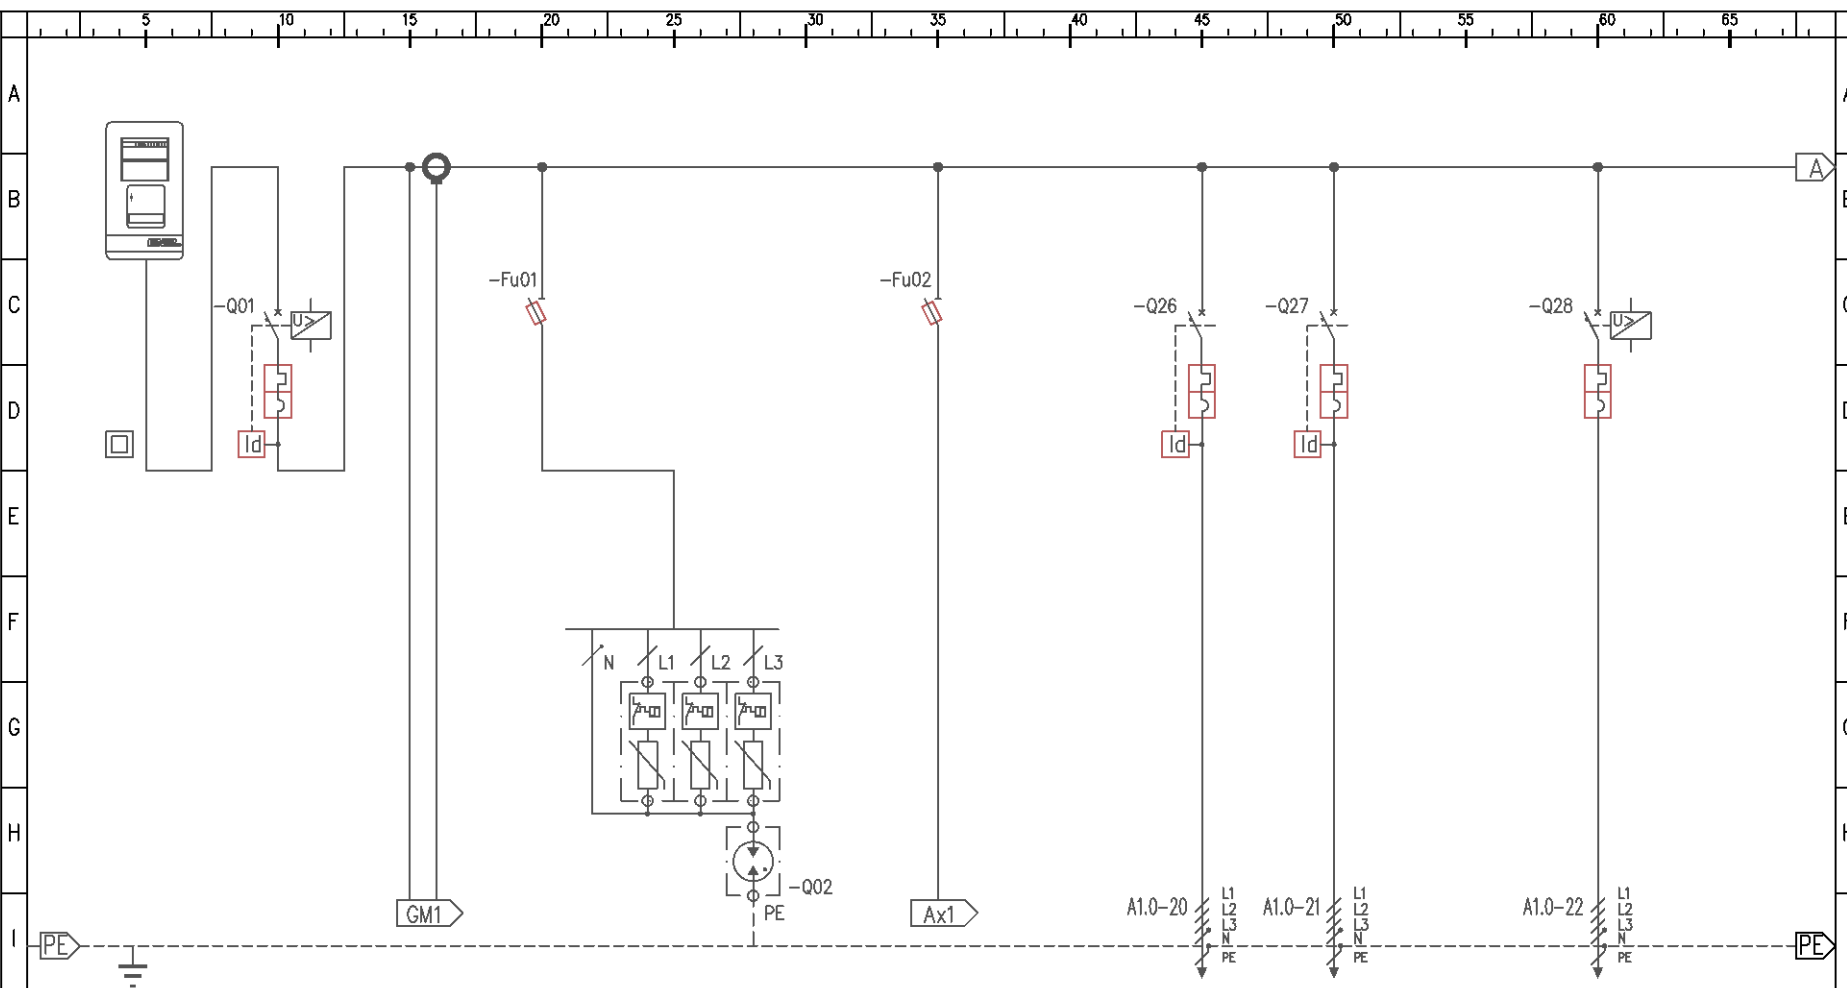 5 10 15 20 25 30 35 40 45 50 55 60 65
A
B A
-Fu01 -Fu02
C -Q01 U> -Q26 -Q27 -Q28 U>
D
Id Id Id
E
F
N L1 L2 L3
G
H
-Q02
GM1 PE Ax1
A1.0-20 L1 L2 L3 N PE
A1.0-21 L1 L2 L3 N PE
A1.0-22 L1 L2 L3 N PE
I PE PE